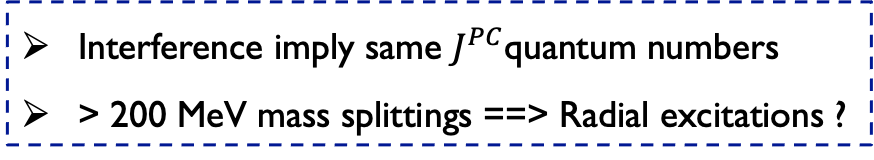 ➢ Interference imply same J^{PC} quantum numbers
➢ > 200 MeV mass splittings ==> Radial excitations ?